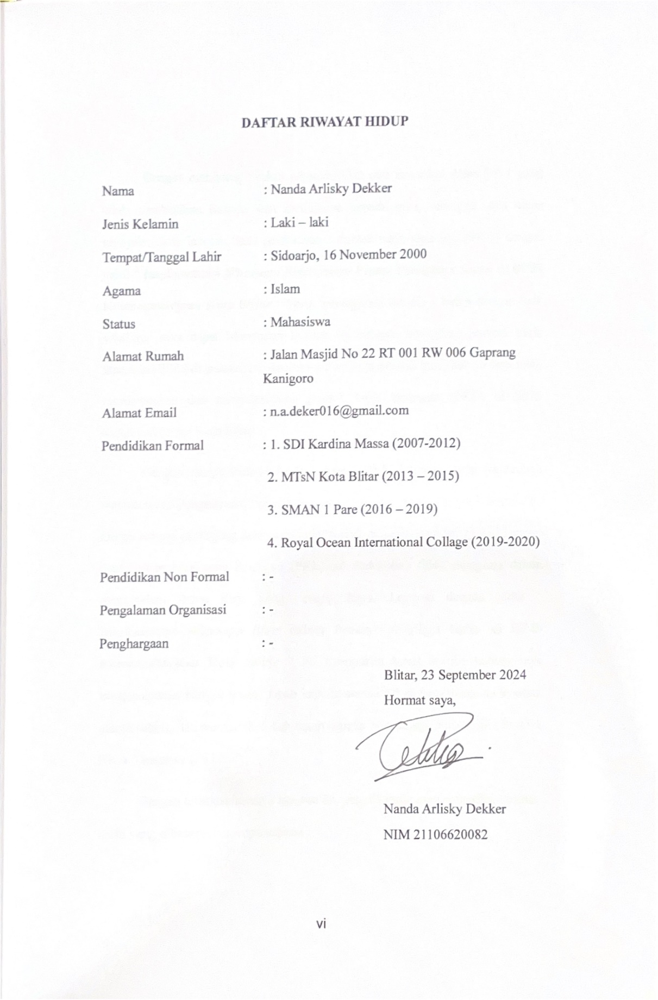 DAFTAR RIWAYAT HIDUP
Nama : Nanda Arlisky Dekker
Jenis Kelamin : Laki – laki
Tempat/Tanggal Lahir : Sidoarjo, 16 November 2000
Agama : Islam
Status : Mahasiswa
Alamat Rumah : Jalan Masjid No 22 RT 001 RW 006 Gaprang
Kanigoro
Alamat Email : n.a.deker016@gmail.com
Pendidikan Formal : 1. SDI Kardina Massa (2007-2012)
2. MTsN Kota Blitar (2013 – 2015)
3. SMAN 1 Pare (2016 – 2019)
4. Royal Ocean International Collage (2019-2020)
Pendidikan Non Formal : -
Pengalaman Organisasi : -
Penghargaan : -
Blitar, 23 September 2024
Hormat saya,
Nanda Arlisky Dekker
NIM 21106620082
vi